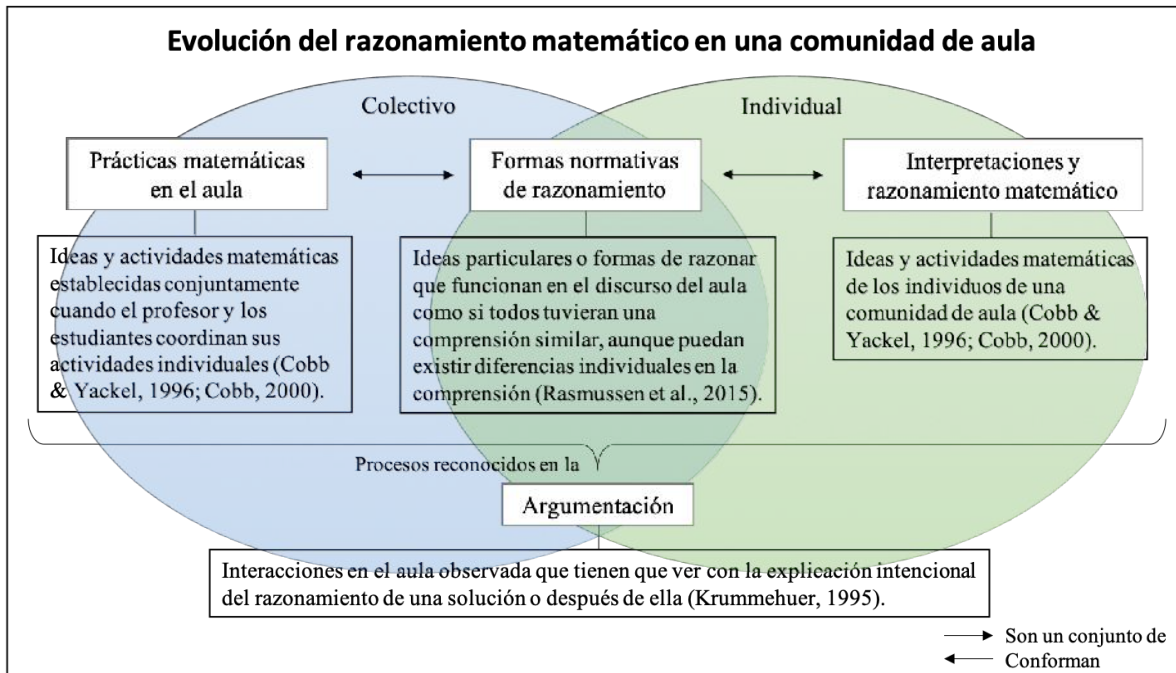 Evolución del razonamiento matemático en una comunidad de aula
Colectivo
Individual
Prácticas matemáticas
en el aula
Formas normativas
de razonamiento
Interpretaciones y
razonamiento matemático
Ideas y actividades matemáticas
establecidas conjuntamente
cuando el profesor y los
estudiantes coordinan sus
actividades individuales (Cobb
& Yackel, 1996; Cobb, 2000).
Ideas particulares o formas de razonar
que funcionan en el discurso del aula
como si todos tuvieran una
comprensión similar, aunque puedan
existir diferencias individuales en la
comprensión (Rasmussen et al., 2015).
Ideas y actividades matemáticas
de los individuos de una
comunidad de aula (Cobb &
Yackel, 1996; Cobb, 2000).
Procesos reconocidos en la
Argumentación
Interacciones en el aula observada que tienen que ver con la explicación intencional
del razonamiento de una solución o después de ella (Krummehuer, 1995).
Son un conjunto de
Conforman